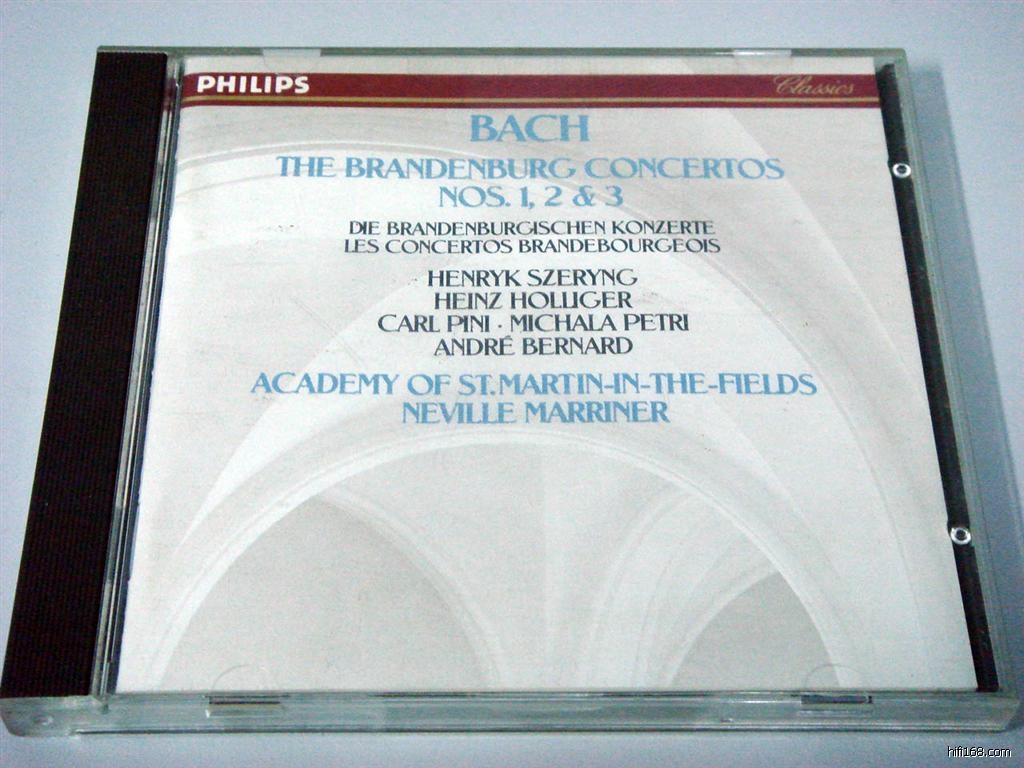 PHILIPS Classics
BACH
THE BRANDENBURG CONCERTOS
NOS. 1, 2 & 3
DIE BRANDENBURGISCHEN KONZERTE
LES CONCERTOS BRANDEBOURGEOIS
HENRYK SZERYNG
HEINZ HOLLIGER
CARL PINI · MICHALA PETRI
ANDRÉ BERNARD
ACADEMY OF ST. MARTIN-IN-THE-FIELDS
NEVILLE MARRINER
hifi168.com